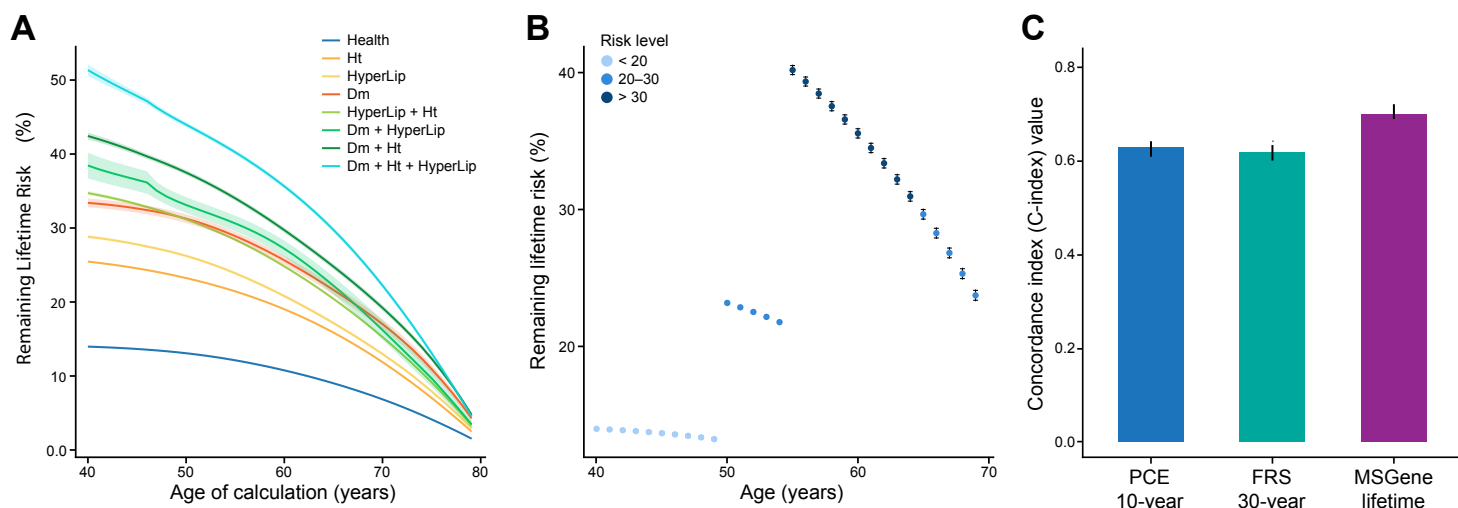 A
Remaining Lifetime Risk (%)
50
40
30
20
10
0.0
40
50
60
70
80
Age of calculation (years)
Health
Ht
HyperLip
Dm
HyperLip + Ht
Dm + HyperLip
Dm + Ht
Dm + Ht + HyperLip
B
Remaining lifetime risk (%)
Risk level
< 20
20–30
> 30
40
30
20
40
50
60
70
Age (years)
C
Concordance index (C-index) value
0.8
0.6
0.4
0.2
0.0
PCE
10-year
FRS
30-year
MSGene
lifetime